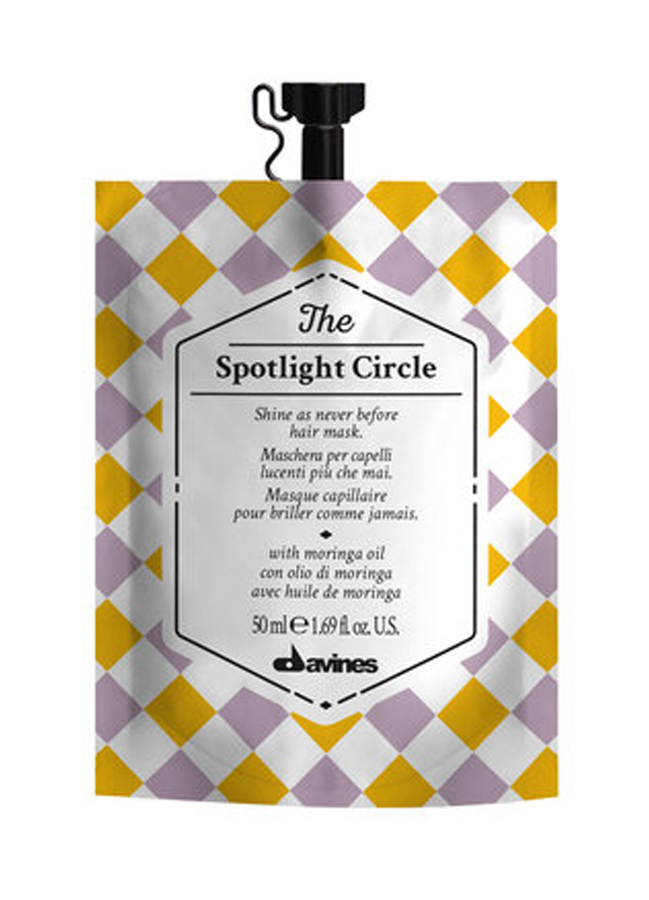 The
Spotlight Circle
Shine as never before
hair mask.
Maschera per capelli
lucenti più che mai.
Masque capillaire
pour briller comme jamais.
with moringa oil
con olio di moringa
avec huile de moringa
50 ml ℮ 1.69 fl. oz. U.S.
davines